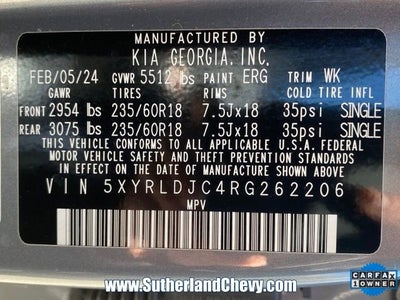 MANUFACTURED BY
KIA GEORGIA, INC.
FEB/05/24 GVWR 5512 lbs PAINT ERG TRIM WK
GAWR TIRES RIMS COLD TIRE INFL
FRONT 2954 lbs 235/60R18 7.5Jx18 35psi SINGLE
REAR 3075 lbs 235/60R18 7.5Jx18 35psi SINGLE
THIS VEHICLE CONFORMS TO ALL APPLICABLE U.S.A. FEDERAL
MOTOR VEHICLE SAFETY, BUMPER, AND THEFT PREVENTION STANDARDS
IN EFFECT ON THE DATE OF MANUFACTURE SHOWN ABOVE.
VIN 5XYRLDJC4RG262206
MPV
www.SutherlandChevy.com
CARFAX
1 OWNER